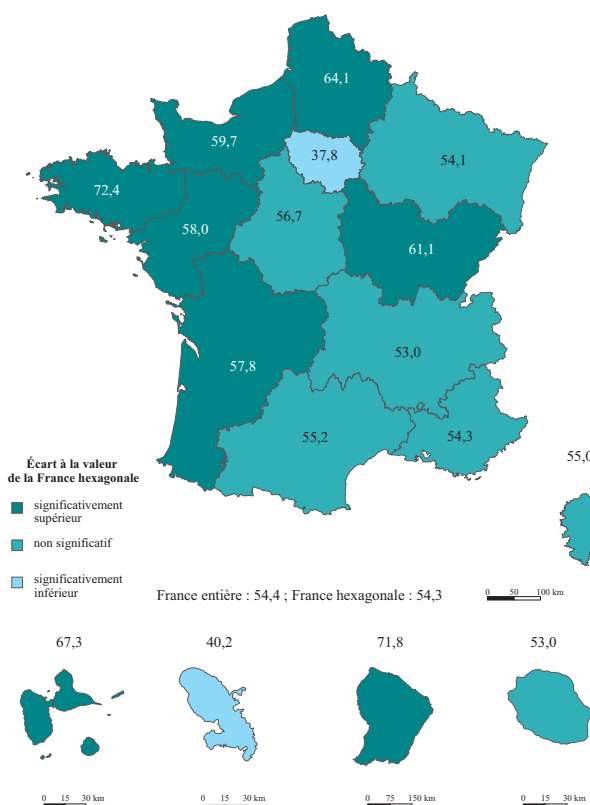 64,1
59,7
37,8
54,1
72,4
58,0
56,7
61,1
57,8
53,0
55,2
54,3
55,0
Écart à la valeur
de la France hexagonale
significativement
supérieur
non significatif
significativement
inférieur
France entière : 54,4 ; France hexagonale : 54,3
0 50 100 km
67,3
40,2
71,8
53,0
0 15 30 km
0 15 30 km
0 75 150 km
0 15 30 km